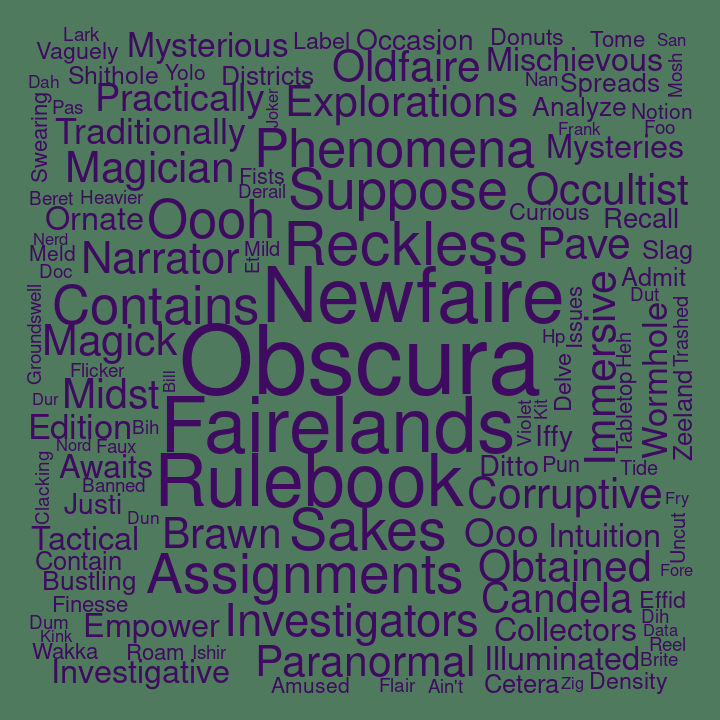 Lark
Vaguely
Mysterious
Label
Occasjon
Donuts
Tome
San
Dah
Shithole
Yolo
Districts
Oldfaire
Mischievous
Mosh
Pas
Practically
Joker
Explorations
Nan
Spreads
Swearing
Traditionally
Phenomena
Analyze
Notion
Frank
Foo
Magician
Fists
Mysteries
Derail
Suppose
Occultist
Beret
Heavier
Ornate
Oooh
Curious
Recall
Nerd
Meld
Narrator
Et
Mild
Reckless
Pave
Slag
Doc
Admit
Groundswell
Contains
Newfaire
Issues
Immersive
Dut
Wormhole
Trashed
Magick
Obscura
Hp
Heh
Flicker
Bill
Delve
Tabletop
Zeeland
Dur
Midst
Fairelands
Violet
Kit
Edition
Bih
Iffy
Nord
Faux
Clacking
Awaits
Rulebook
Ditto
Pun
Tide
Banned
Justi
Corruptive
Fry
Dun
Tactical
Brawn
Sakes
Ooo
Intuition
Uncut
Contain
Bustling
Assignments
Obtained
Fore
Finesse
Candela
Effid
Dum
Empower
Investigators
Collectors
Dih
Kink
Data
Wakka
Roam
Ishir
Paranormal
Illuminated
Reel
Brite
Investigative
Amused
Flair
Ain't
Cetera
Zig
Density